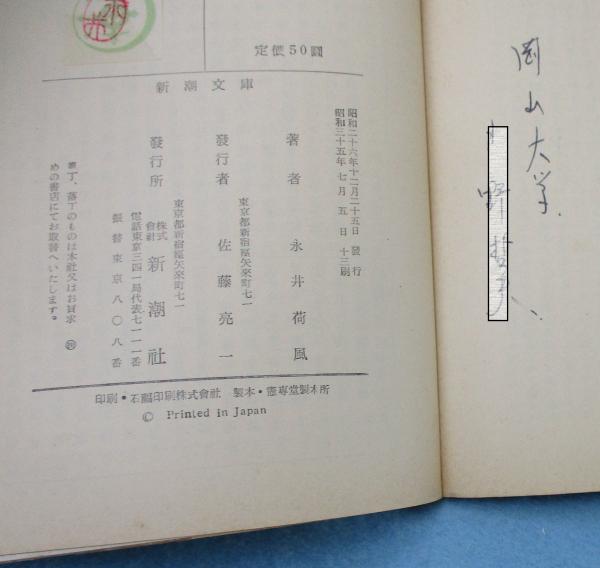 岡山大学
定價50圓
新潮文庫
昭和二十六年十二月二十五日 發行
昭和三十五年七月五日 十三刷
著者 永井荷風
東京都新宿區矢來町七一
發行者 佐藤亮一
東京都新宿區矢來町七一
發行所 株式會社 新潮社
電話東京三四一局代表七一一一番
振替東京八〇八番
亂丁、落丁のものは本社又はお買求
めの書店にてお取替へいたします。
印刷・石膈印刷株式會社 製本・憲專堂製本所
© Printed in Japan